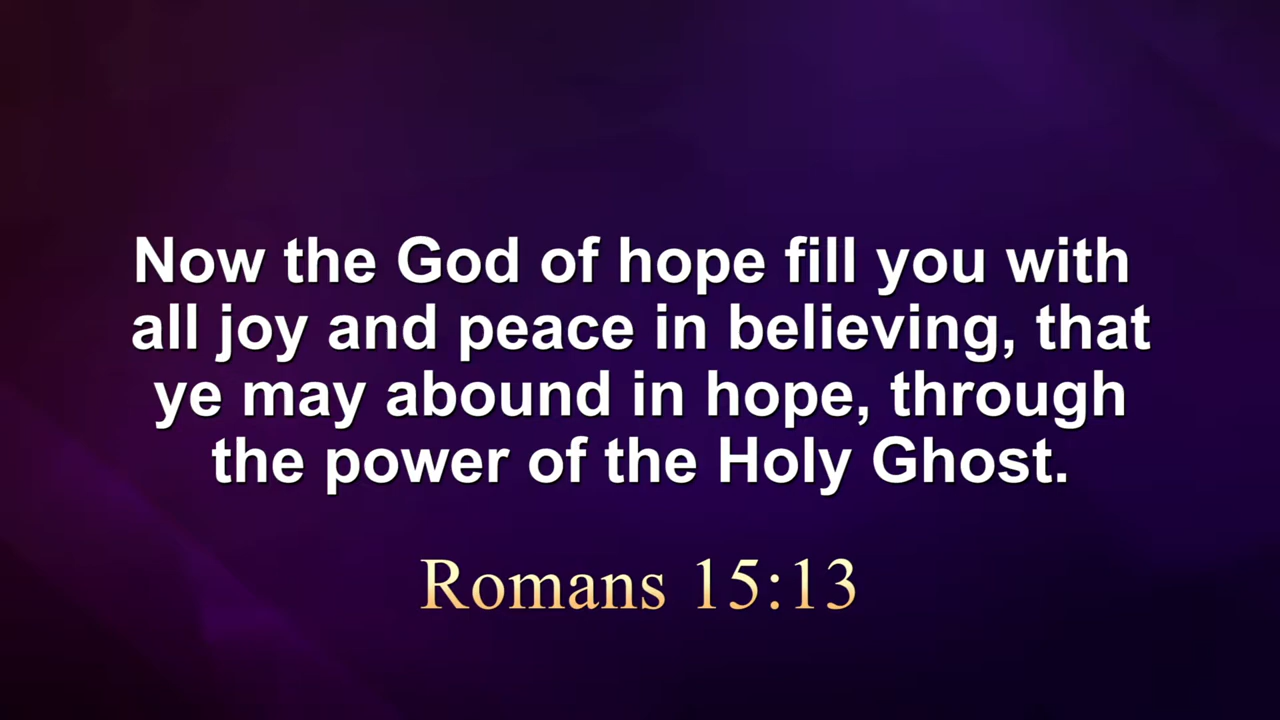 Now the God of hope fill you with
all joy and peace in believing, that
ye may abound in hope, through
the power of the Holy Ghost.
Romans 15:13